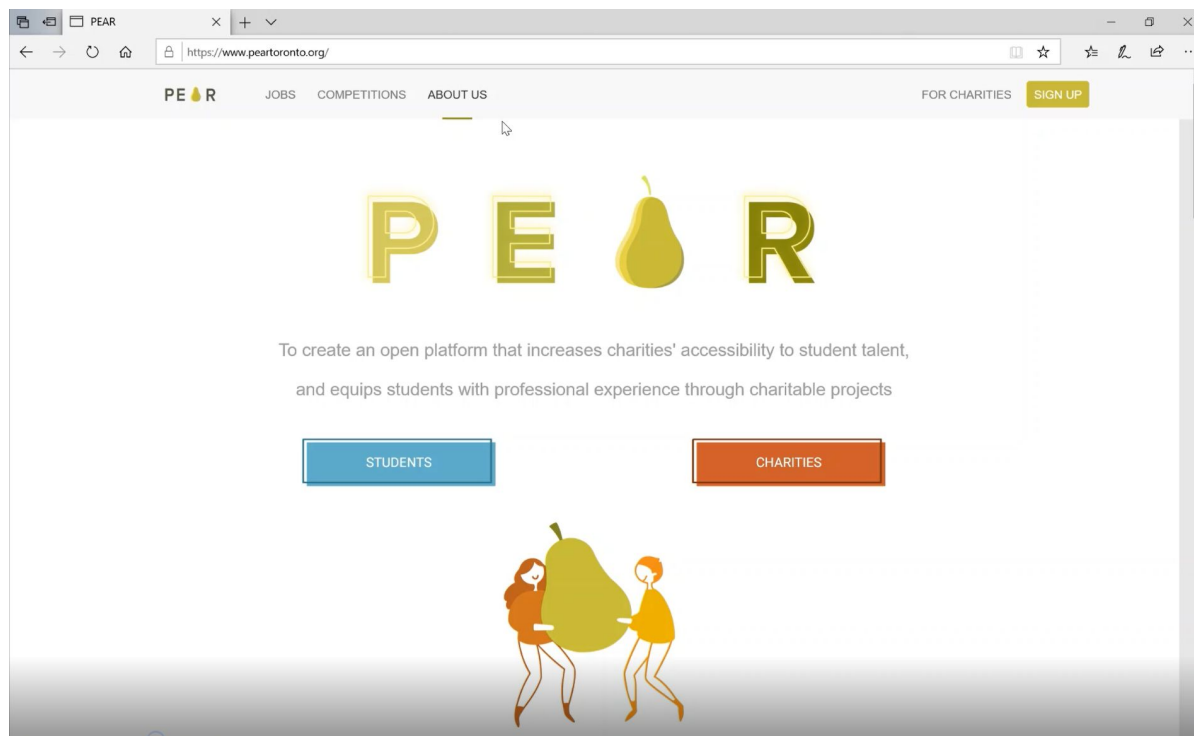 PEAR
https://www.peartoronto.org/
PEAR JOBS COMPETITIONS ABOUT US FOR CHARITIES SIGN UP
PEAR
To create an open platform that increases charities' accessibility to student talent,
and equips students with professional experience through charitable projects
STUDENTS CHARITIES